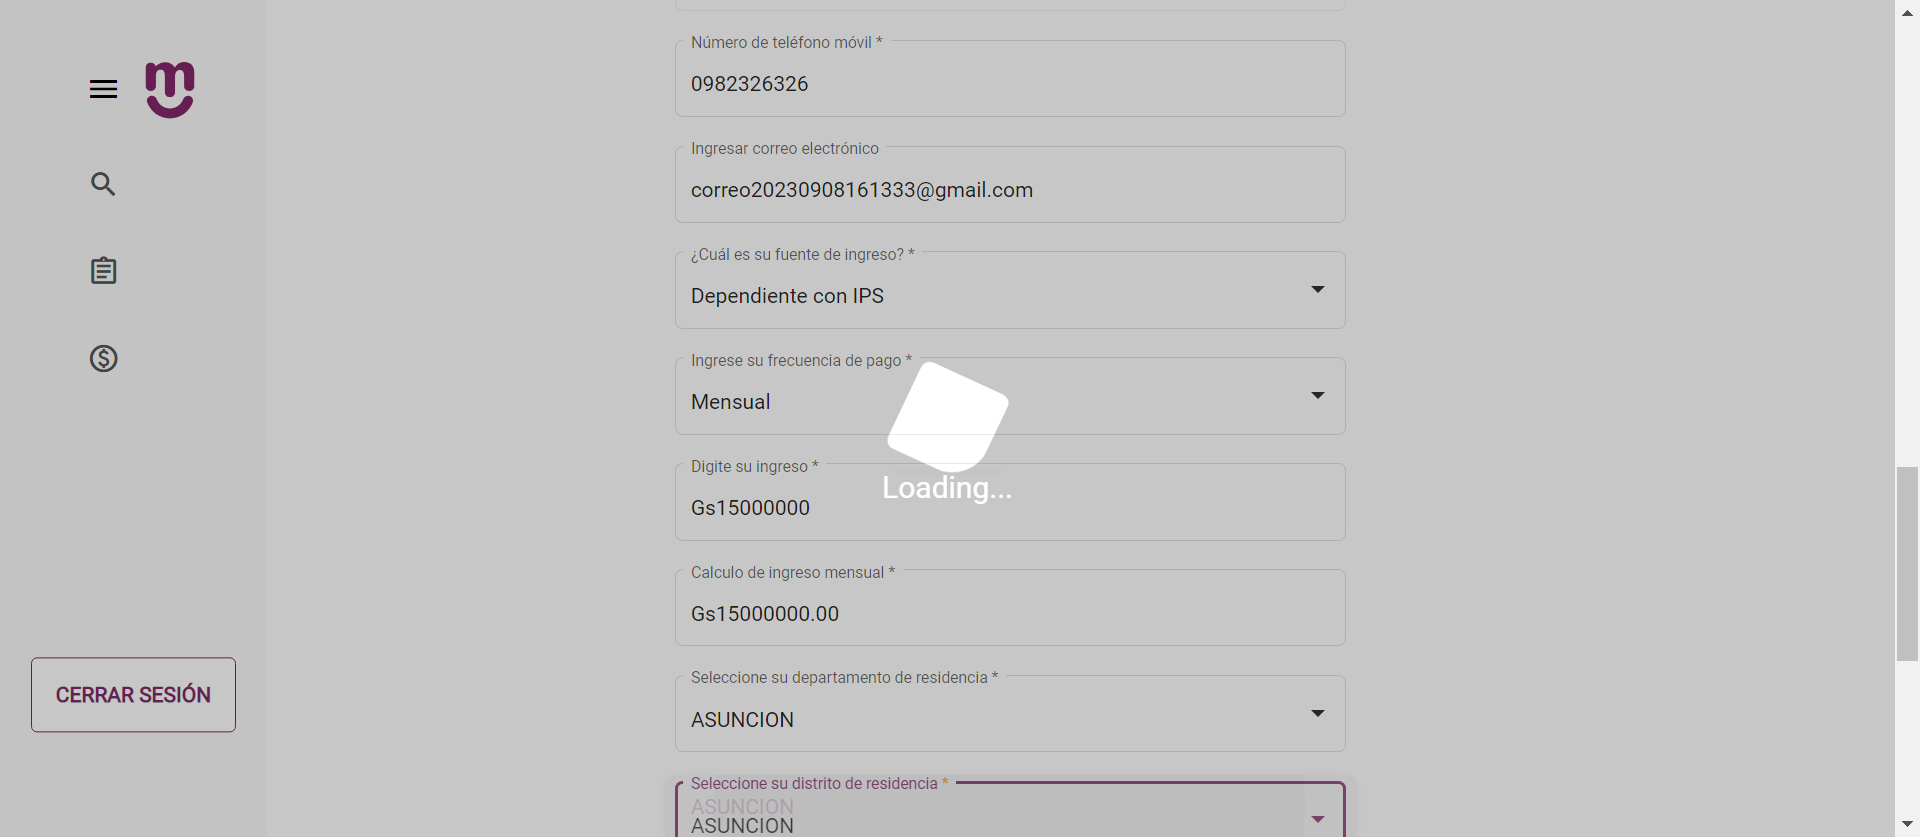 Número de teléfono móvil *
0982326326
Ingresar correo electrónico
correo20230908161333@gmail.com
¿Cuál es su fuente de ingreso? *
Dependiente con IPS
Ingrese su frecuencia de pago *
Mensual
Digite su ingreso *
Loading...
Gs15000000
Calculo de ingreso mensual *
Gs15000000.00
Seleccione su departamento de residencia *
CERRAR SESIÓN
ASUNCION
Seleccione su distrito de residencia *
ASUNCION
ASUNCION